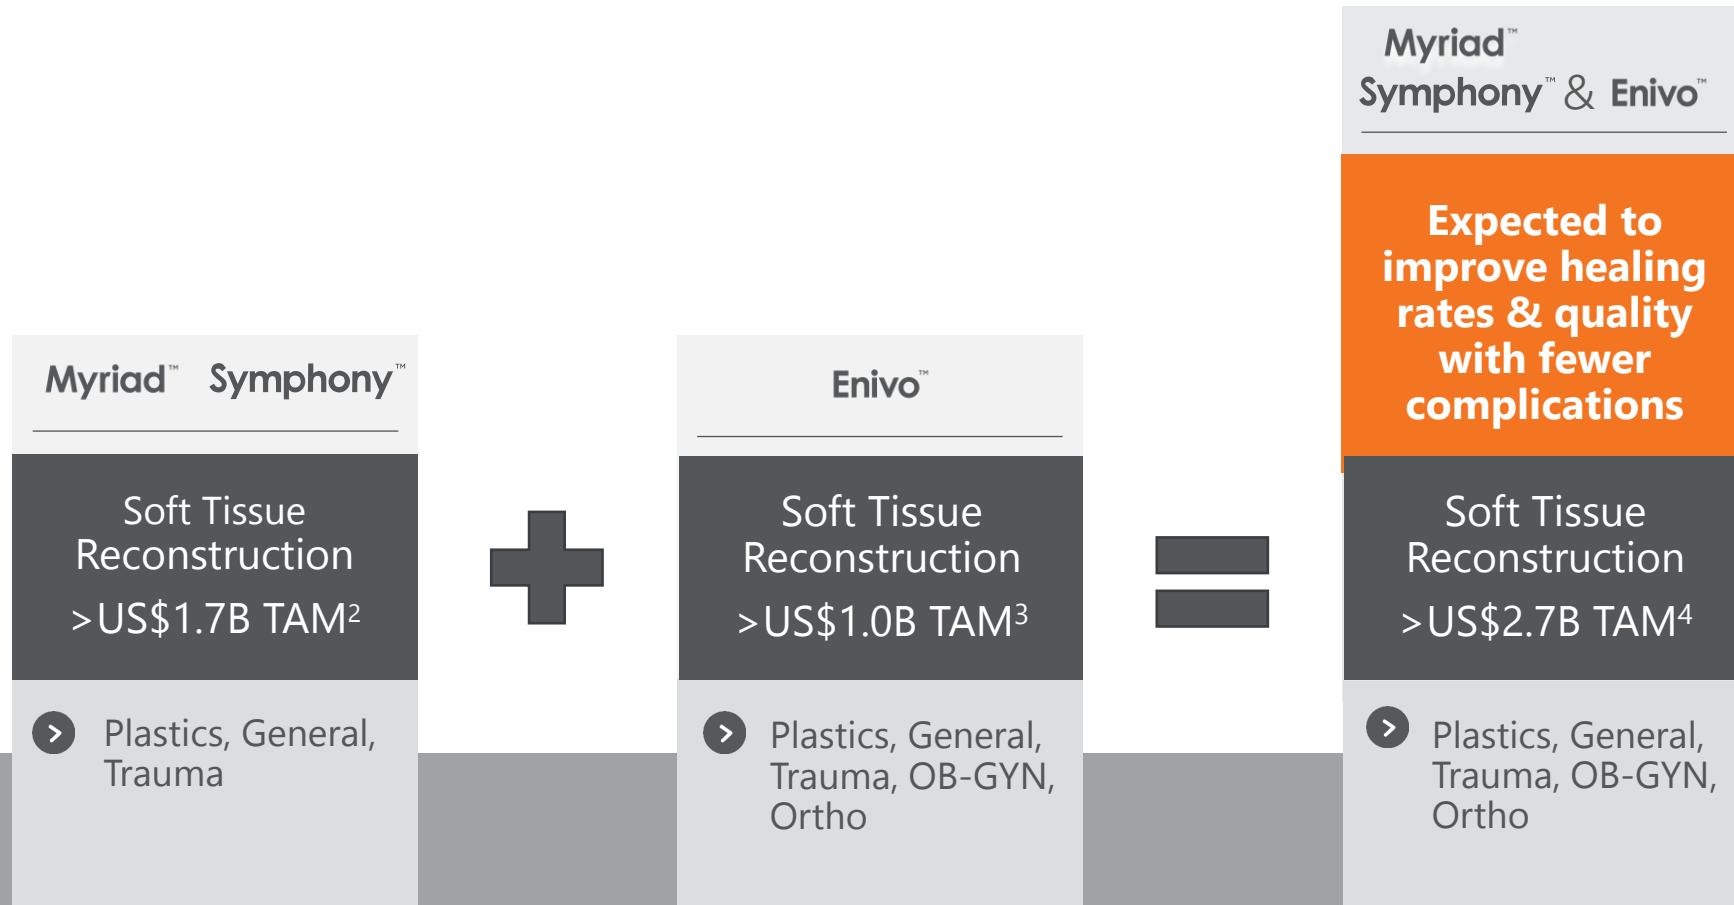 Myriad™ Symphony™
Soft Tissue
Reconstruction
>US$1.7B TAM²
Plastics, General,
Trauma
Enivo™
Soft Tissue
Reconstruction
>US$1.0B TAM³
Plastics, General,
Trauma, OB-GYN,
Ortho
Myriad™
Symphony™ & Enivo™
Expected to
improve healing
rates & quality
with fewer
complications
Soft Tissue
Reconstruction
>US$2.7B TAM⁴
Plastics, General,
Trauma, OB-GYN,
Ortho